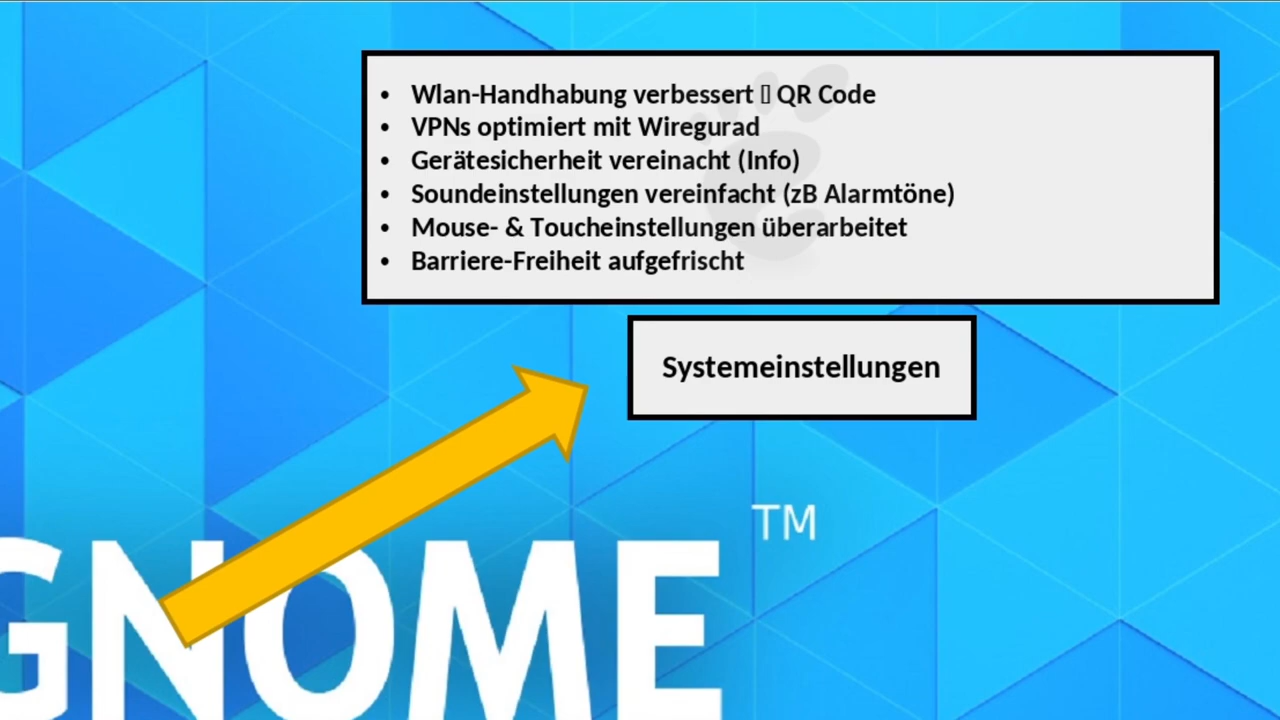 • Wlan-Handhabung verbessert ▯ QR Code
• VPNs optimiert mit Wiregurad
• Gerätesicherheit vereinacht (Info)
• Soundeinstellungen vereinfacht (zB Alarmtöne)
• Mouse- & Toucheinstellungen überarbeitet
• Barriere-Freiheit aufgefrischt
Systemeinstellungen
GNOME TM